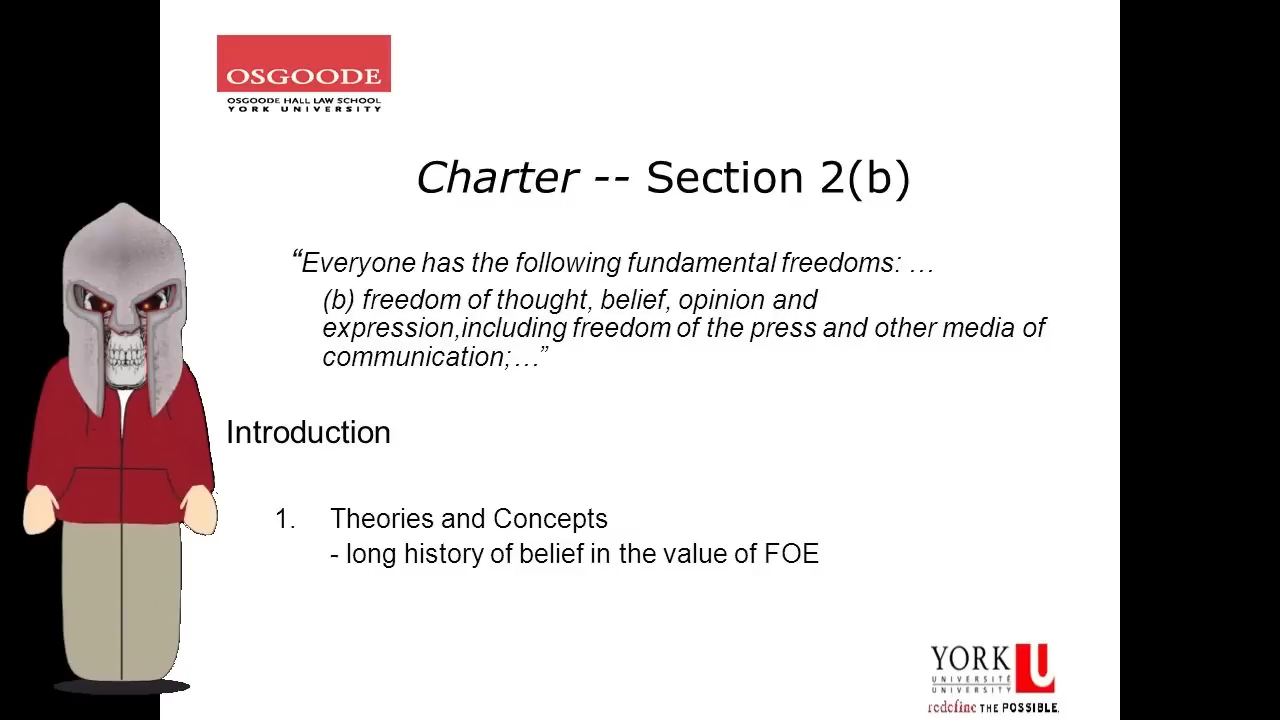 OSGOODE
OSGOODE HALL LAW SCHOOL
YORK UNIVERSITY
Charter -- Section 2(b)
“Everyone has the following fundamental freedoms: …
(b) freedom of thought, belief, opinion and
expression,including freedom of the press and other media of
communication;…”
Introduction
1. Theories and Concepts
- long history of belief in the value of FOE
YORK U
UNIVERSITÉ
UNIVERSITY
redefine THE POSSIBLE.